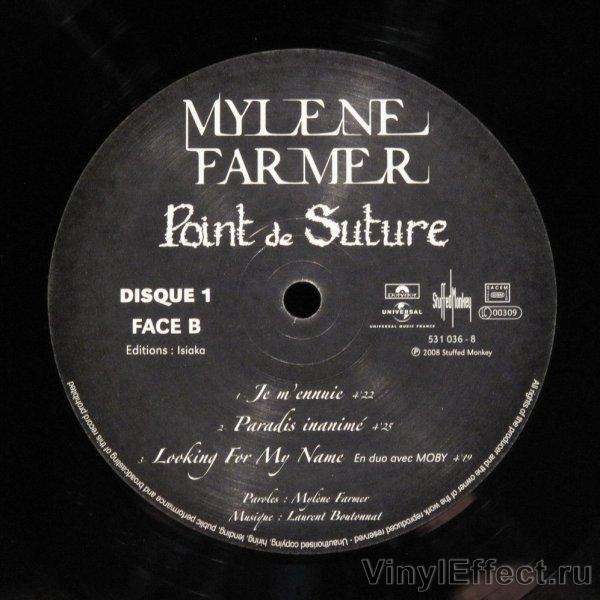 MYLENE
FARMER
Point de Suture
DISQUE 1
FACE B
Editions : Isiaka
polydor
UNIVERSAL
UNIVERSAL MUSIC FRANCE
Stuffed Monkey
SACEM
LC 00309
531 036 - 8
℗ 2008 Stuffed Monkey
1. Je m'ennuie 4'22
2. Paradis inanimé 4'25
3. Looking For My Name En duo avec MOBY 4'19
Paroles : Mylène Farmer
Musique : Laurent Boutonnat
All rights of the producer and the owner of the work reproduced reserved - Unauthorised copying, hiring, lending, public performance and broadcasting of this record prohibited
VinylEffect.ru